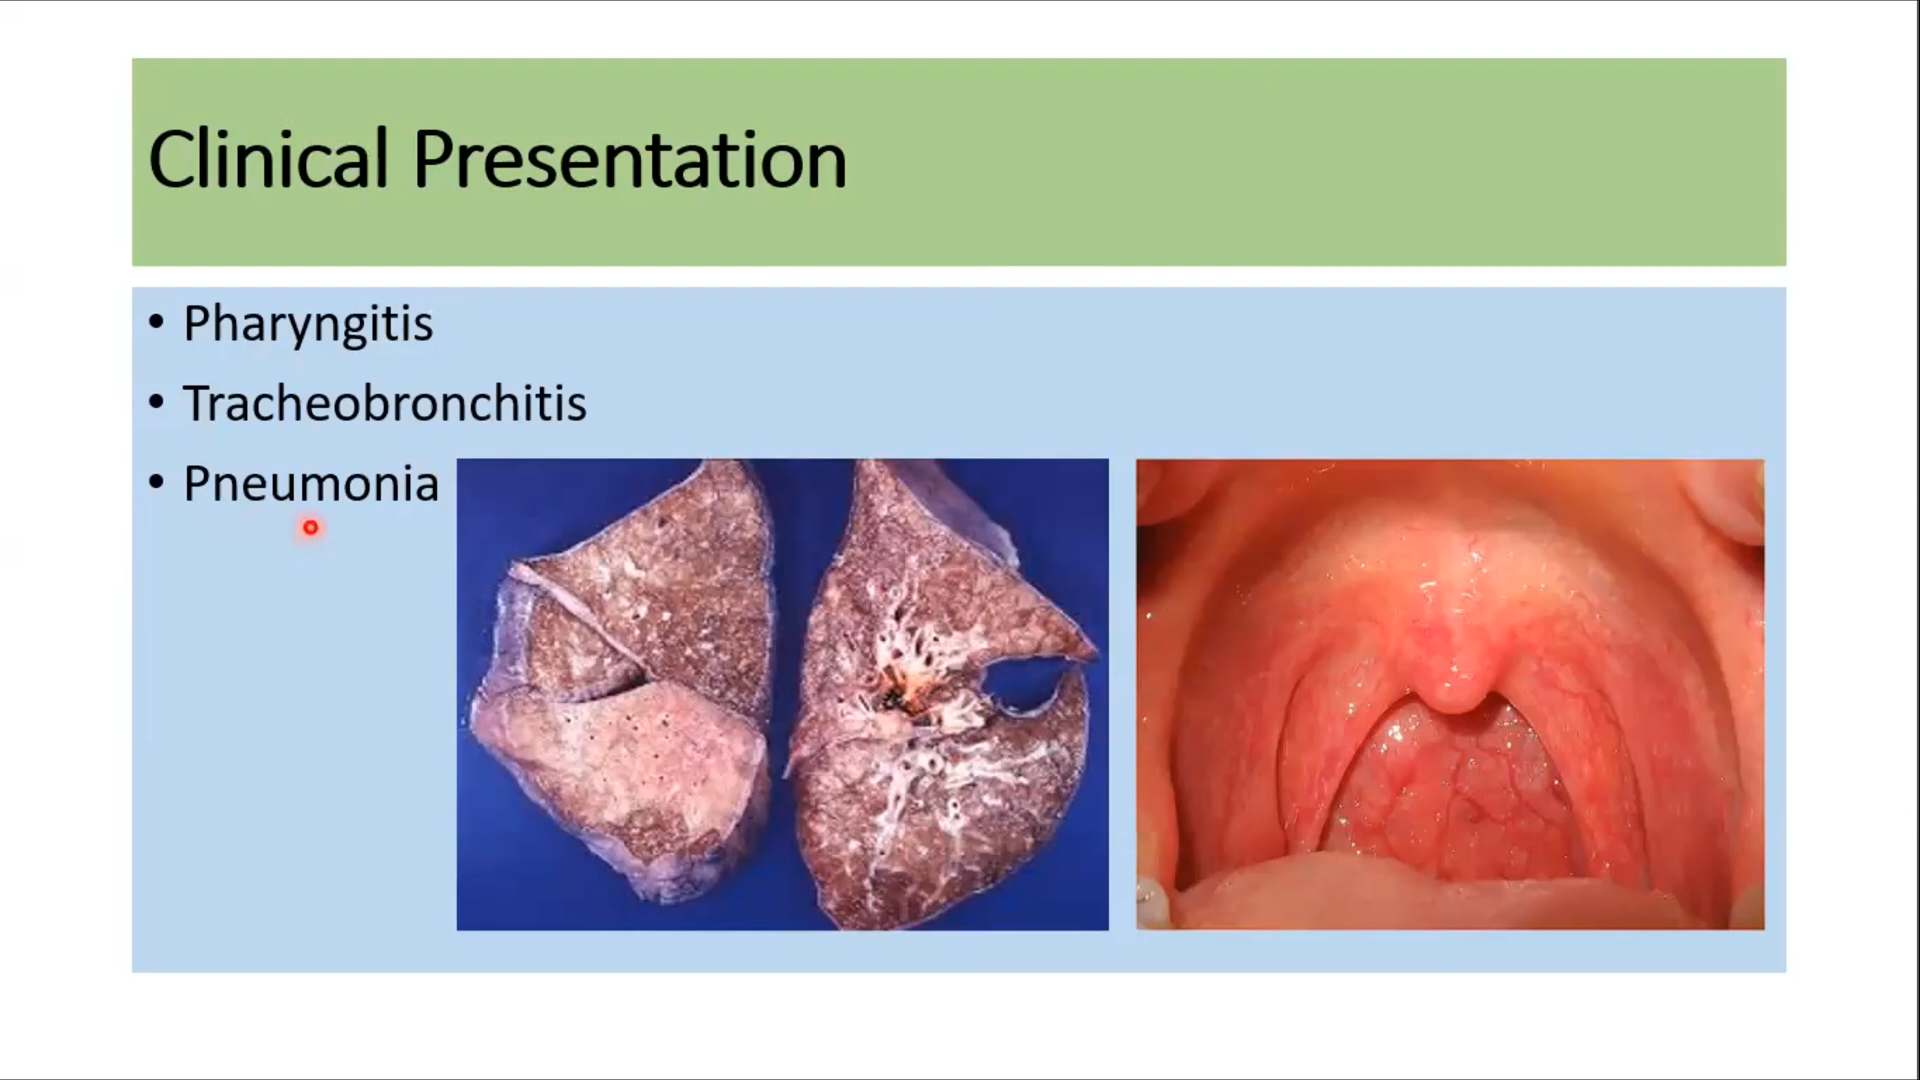 Clinical Presentation
• Pharyngitis
• Tracheobronchitis
• Pneumonia